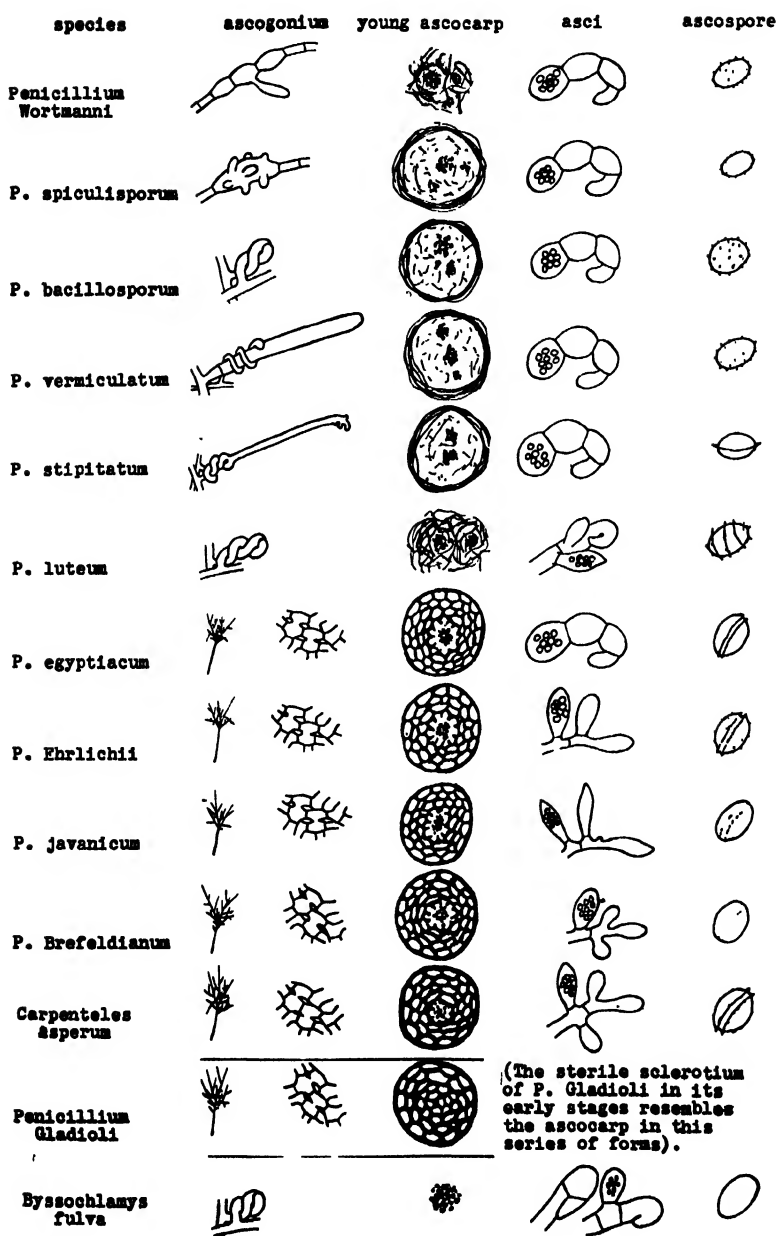 species ascogonium young ascocarp asci ascospore
Penicillium
Wortmanni
P. spiculisporum
P. bacillosporum
P. vermiculatum
P. stipitatum
P. luteum
P. egyptiacum
P. Ehrlichii
P. javanicum
P. Brefeldianum
Carpenteles
asperum
Penicillium
Gladioli
(The sterile sclerotium
of P. Gladioli in its
early stages resembles
the ascocarp in this
series of forms).
Byssochlamys
fulva